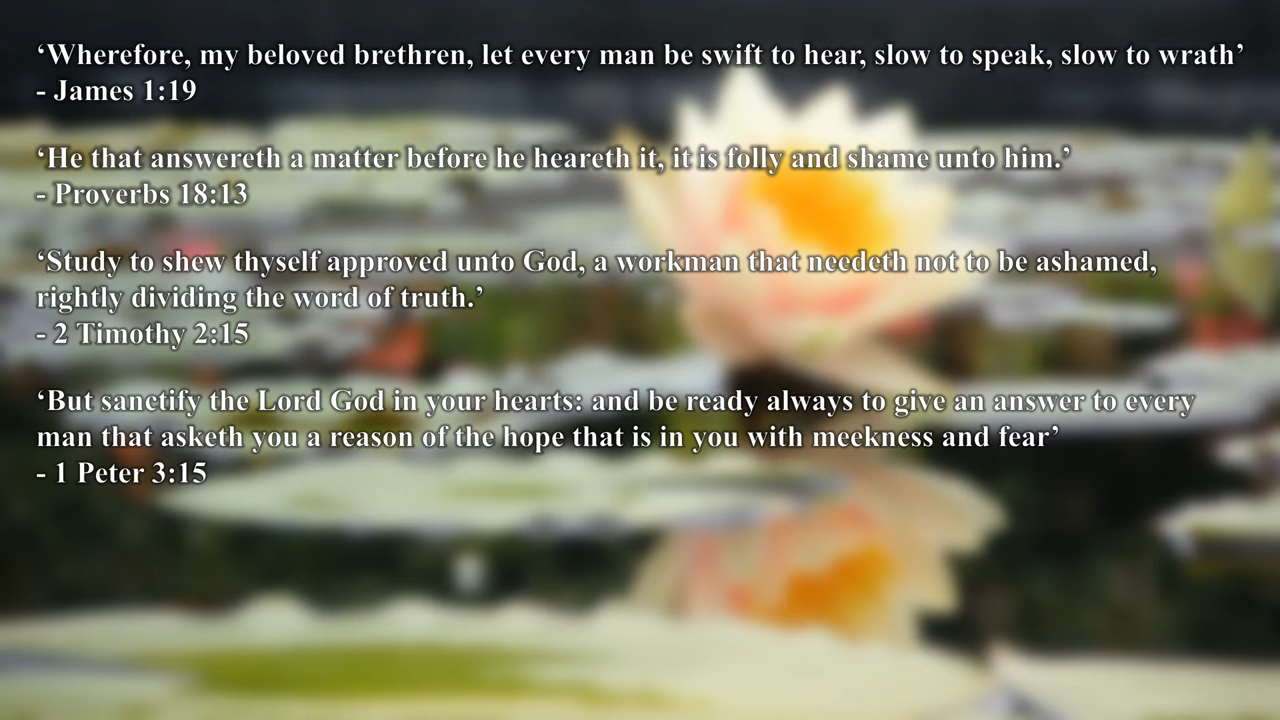 ‘Wherefore, my beloved brethren, let every man be swift to hear, slow to speak, slow to wrath’
- James 1:19
‘He that answereth a matter before he heareth it, it is folly and shame unto him.’
- Proverbs 18:13
‘Study to shew thyself approved unto God, a workman that needeth not to be ashamed,
rightly dividing the word of truth.’
- 2 Timothy 2:15
‘But sanctify the Lord God in your hearts: and be ready always to give an answer to every
man that asketh you a reason of the hope that is in you with meekness and fear’
- 1 Peter 3:15